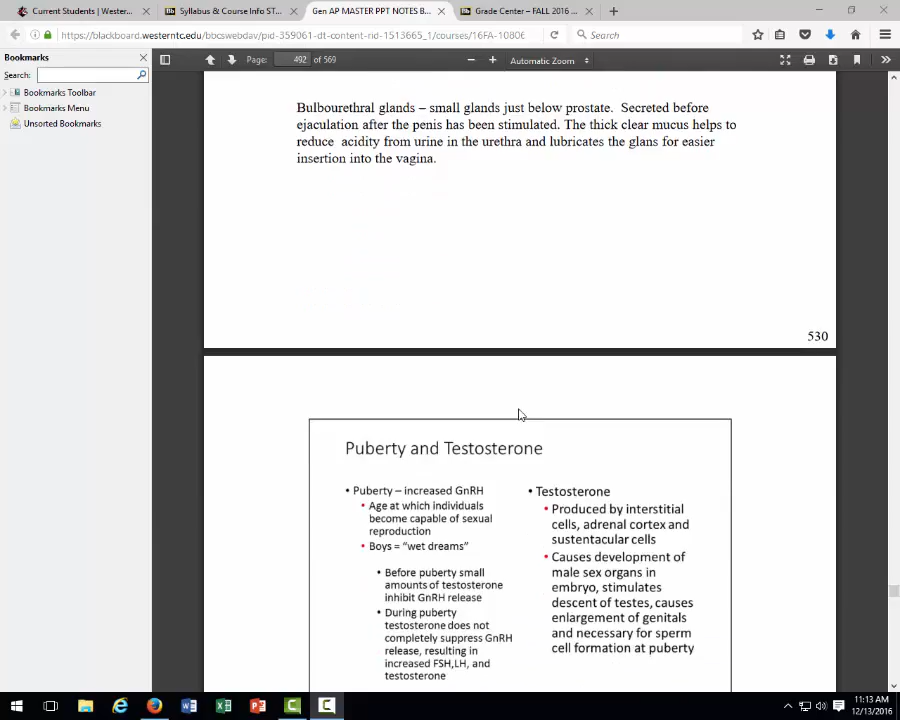 Current Students | Wester...
Syllabus & Course Info ST...
Gen AP MASTER PPT NOTES B...
Grade Center – FALL 2016 ...
https://blackboard.westerntc.edu/bbcswebdav/pid-359061-dt-content-rid-1513665_1/courses/16FA-10806
Search
Bookmarks
Page: 492 of 569
Automatic Zoom
Search:
Bookmarks Toolbar
Bookmarks Menu
Unsorted Bookmarks
Bulbourethral glands – small glands just below prostate. Secreted before
ejaculation after the penis has been stimulated. The thick clear mucus helps to
reduce acidity from urine in the urethra and lubricates the glans for easier
insertion into the vagina.
530
Puberty and Testosterone
• Puberty – increased GnRH
• Age at which individuals
become capable of sexual
reproduction
• Boys = “wet dreams”
• Before puberty small
amounts of testosterone
inhibit GnRH release
• During puberty
testosterone does not
completely suppress GnRH
release, resulting in
increased FSH,LH, and
testosterone
• Testosterone
• Produced by interstitial
cells, adrenal cortex and
sustentacular cells
• Causes development of
male sex organs in
embryo, stimulates
descent of testes, causes
enlargement of genitals
and necessary for sperm
cell formation at puberty
11:13 AM
12/13/2016